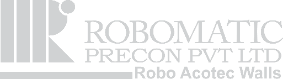 ROBOMATIC
PRECON PVT LTD
Robo Acotec Walls